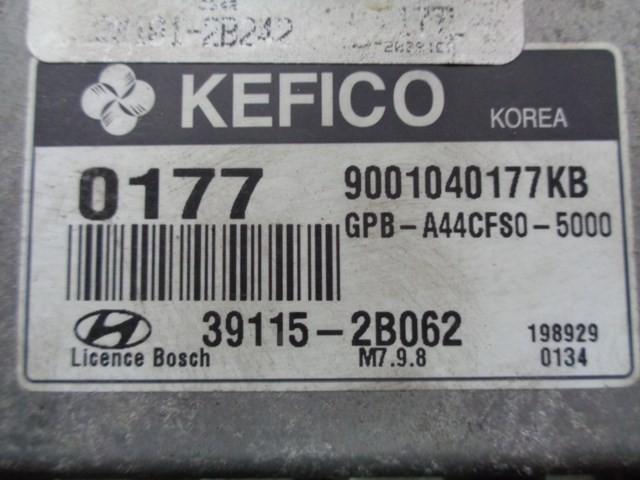 KEFICO KOREA
0177 9001040177KB
GPB-A44CFS0-5000
39115-2B062 198929
Licence Bosch M7.9.8 0134